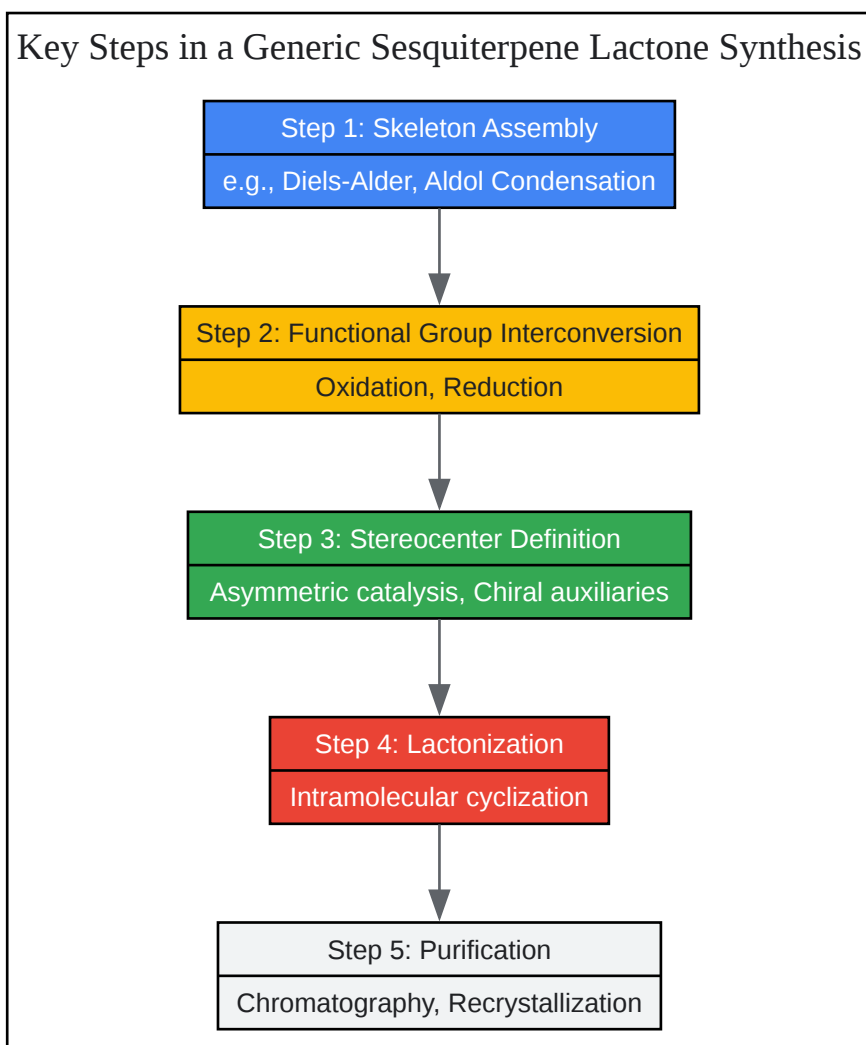 Key Steps in a Generic Sesquiterpene Lactone Synthesis
Step 1: Skeleton Assembly
e.g., Diels-Alder, Aldol Condensation
Step 2: Functional Group Interconversion
Oxidation, Reduction
Step 3: Stereocenter Definition
Asymmetric catalysis, Chiral auxiliaries
Step 4: Lactonization
Intramolecular cyclization
Step 5: Purification
Chromatography, Recrystallization